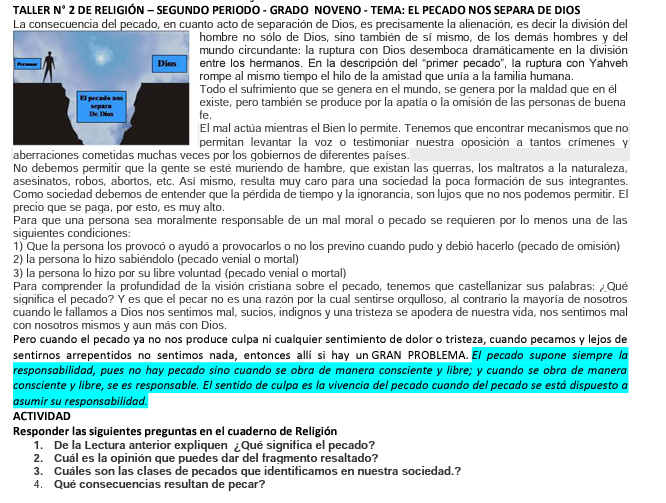 TALLER N° 2 DE RELIGIÓN – SEGUNDO PERIODO - GRADO NOVENO - TEMA: EL PECADO NOS SEPARA DE DIOS
La consecuencia del pecado, en cuanto acto de separación de Dios, es precisamente la alienación, es decir la división del
hombre no sólo de Dios, sino también de sí mismo, de los demás hombres y del
mundo circundante: la ruptura con Dios desemboca dramáticamente en la división
entre los hermanos. En la descripción del "primer pecado", la ruptura con Yahveh
rompe al mismo tiempo el hilo de la amistad que unía a la familia humana.
Todo el sufrimiento que se genera en el mundo, se genera por la maldad que en él
existe, pero también se produce por la apatía o la omisión de las personas de buena
fe.
El mal actúa mientras el Bien lo permite. Tenemos que encontrar mecanismos que no
permitan levantar la voz o testimoniar nuestra oposición a tantos crímenes y
aberraciones cometidas muchas veces por los gobiernos de diferentes países.
Personas
Dios
El pecado nos
separa
De Dios
No debemos permitir que la gente se esté muriendo de hambre, que existan las guerras, los maltratos a la naturaleza,
asesinatos, robos, abortos, etc. Así mismo, resulta muy caro para una sociedad la poca formación de sus integrantes.
Como sociedad debemos de entender que la pérdida de tiempo y la ignorancia, son lujos que no nos podemos permitir. El
precio que se paga, por esto, es muy alto.
Para que una persona sea moralmente responsable de un mal moral o pecado se requieren por lo menos una de las
siguientes condiciones:
1) Que la persona los provocó o ayudó a provocarlos o no los previno cuando pudo y debió hacerlo (pecado de omisión)
2) la persona lo hizo sabiéndolo (pecado venial o mortal)
3) la persona lo hizo por su libre voluntad (pecado venial o mortal)
Para comprender la profundidad de la visión cristiana sobre el pecado, tenemos que castellanizar sus palabras: ¿Qué
significa el pecado? Y es que el pecar no es una razón por la cual sentirse orgulloso, al contrario la mayoría de nosotros
cuando le fallamos a Dios nos sentimos mal, sucios, indignos y una tristeza se apodera de nuestra vida, nos sentimos mal
con nosotros mismos y aun más con Dios.
Pero cuando el pecado ya no nos produce culpa ni cualquier sentimiento de dolor o tristeza, cuando pecamos y lejos de
sentirnos arrepentidos no sentimos nada, entonces allí si hay un GRAN PROBLEMA. El pecado supone siempre la
responsabilidad, pues no hay pecado sino cuando se obra de manera consciente y libre; y cuando se obra de manera
consciente y libre, se es responsable. El sentido de culpa es la vivencia del pecado cuando del pecado se está dispuesto a
asumir su responsabilidad.
ACTIVIDAD
Responder las siguientes preguntas en el cuaderno de Religión
1. De la Lectura anterior expliquen ¿Qué significa el pecado?
2. Cuál es la opinión que puedes dar del fragmento resaltado?
3. Cuáles son las clases de pecados que identificamos en nuestra sociedad.?
4. Qué consecuencias resultan de pecar?